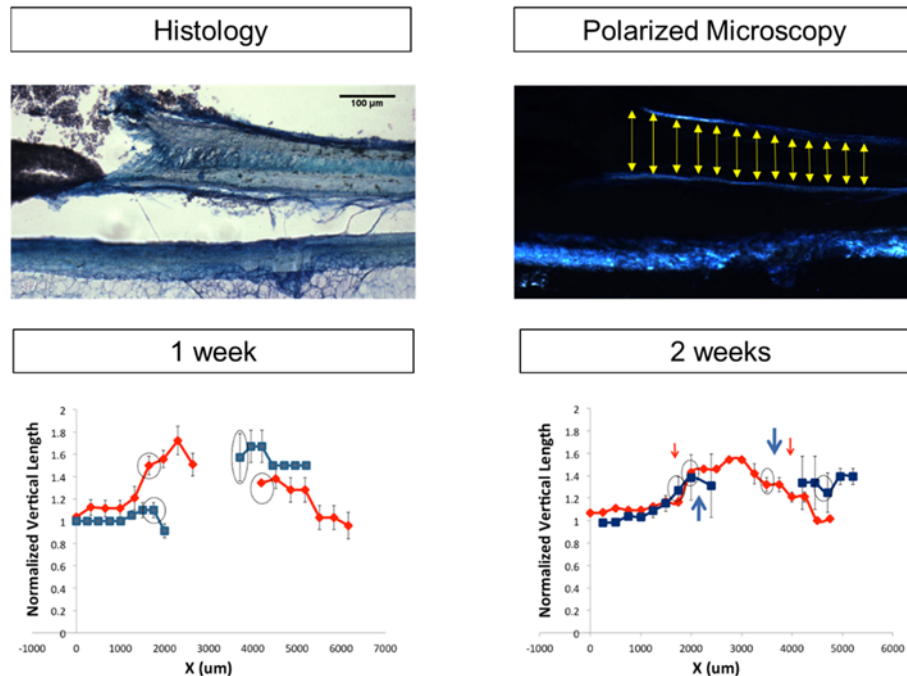 Histology
Polarized Microscopy
100 µm
1 week
2 weeks
Normalized Vertical Length
2
1.8
1.6
1.4
1.2
1
0.8
0.6
0.4
0.2
0
-1000 0 1000 2000 3000 4000 5000 6000 7000
X (um)
Normalized Vertical Length
2
1.8
1.6
1.4
1.2
1
0.8
0.6
0.4
0.2
0
-1000 0 1000 2000 3000 4000 5000 6000
X (um)